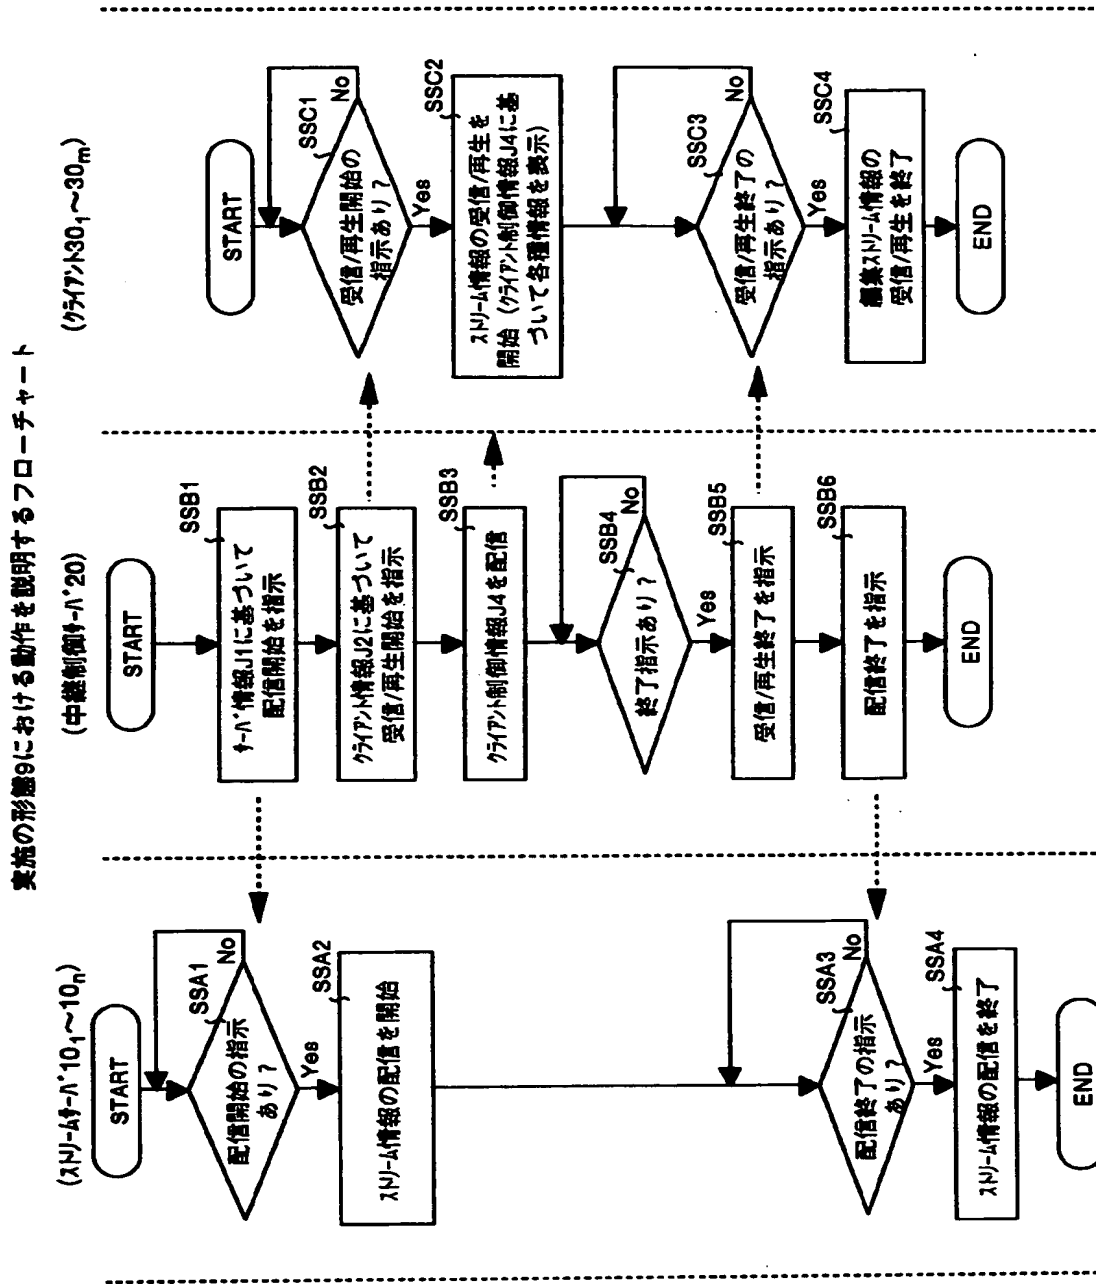 実施の形態9における動作を説明するフローチャート
(ストリームサーバ10₁～10ₙ)
START
SSA1
配信開始の指示
あり？
No
Yes
SSA2
ストリーム情報の配信を開始
SSA3
配信終了の指示
あり？
No
Yes
SSA4
ストリーム情報の配信を終了
END
(中継制御サーバ20)
START
SSB1
サーバ情報J1に基づいて
配信開始を指示
SSB2
クライアント情報J2に基づいて
受信/再生開始を指示
SSB3
クライアント制御情報J4を配信
SSB4
終了指示あり？
No
Yes
SSB5
受信/再生終了を指示
SSB6
配信終了を指示
END
(クライアント30₁～30ₘ)
START
SSC1
受信/再生開始の
指示あり？
No
Yes
SSC2
ストリーム情報の受信/再生を
開始（クライアント制御情報J4に基
づいて各種情報を表示）
SSC3
受信/再生終了の
指示あり？
No
Yes
SSC4
編集ストリーム情報の
受信/再生を終了
END